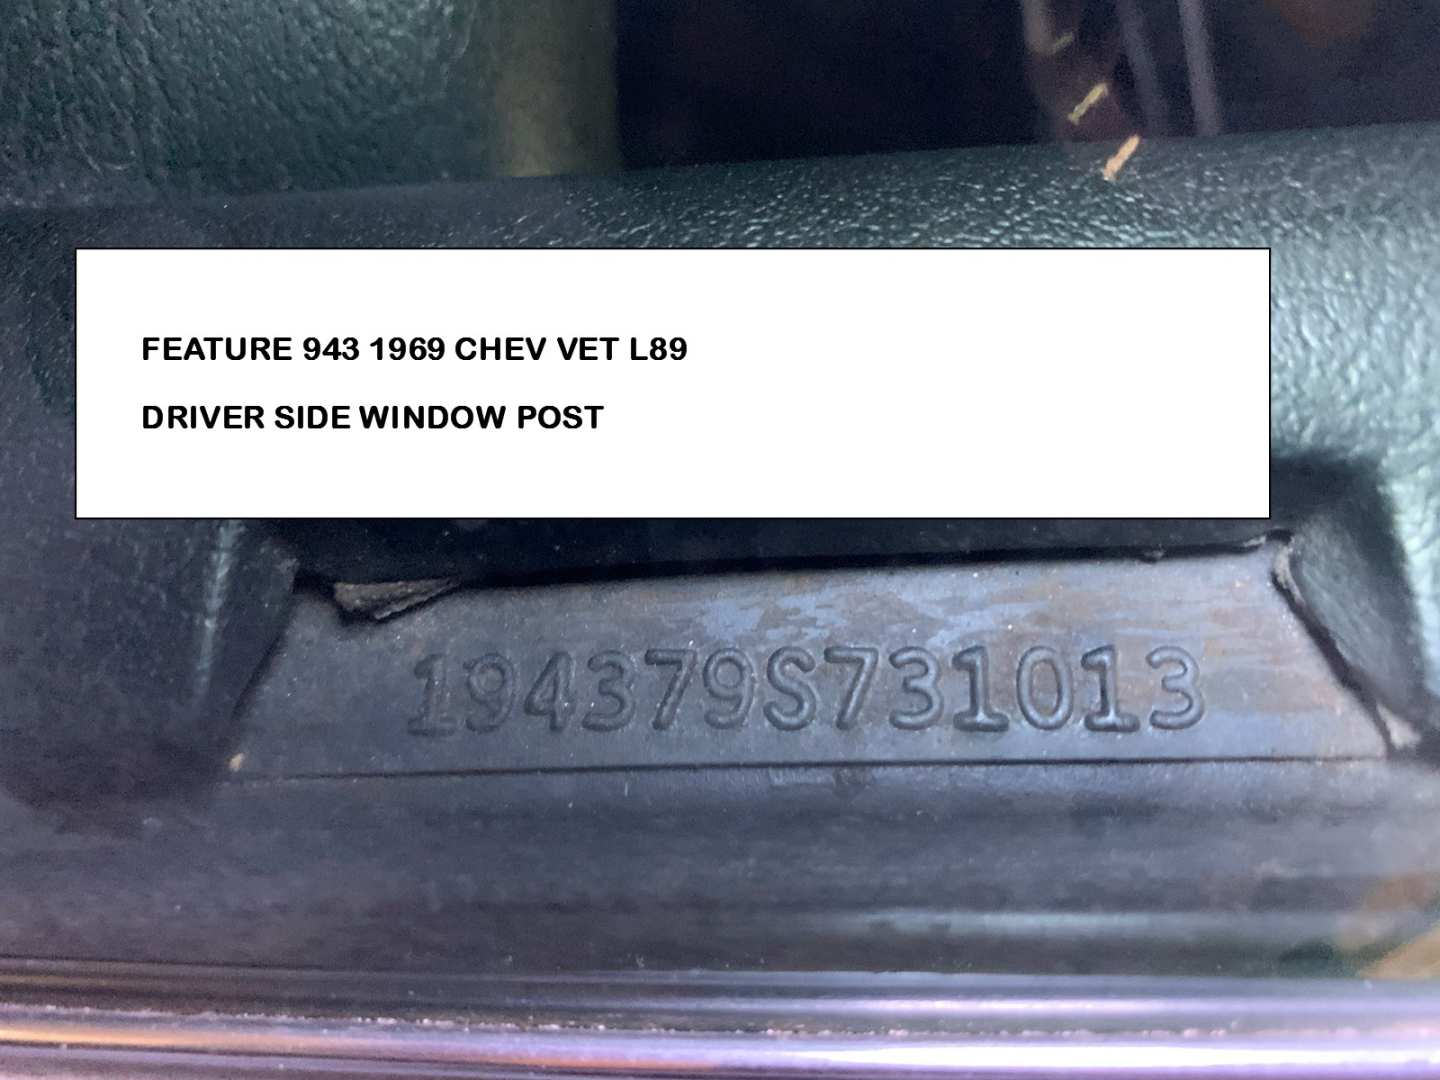 FEATURE 943 1969 CHEV VET L89
DRIVER SIDE WINDOW POST
194379S731013